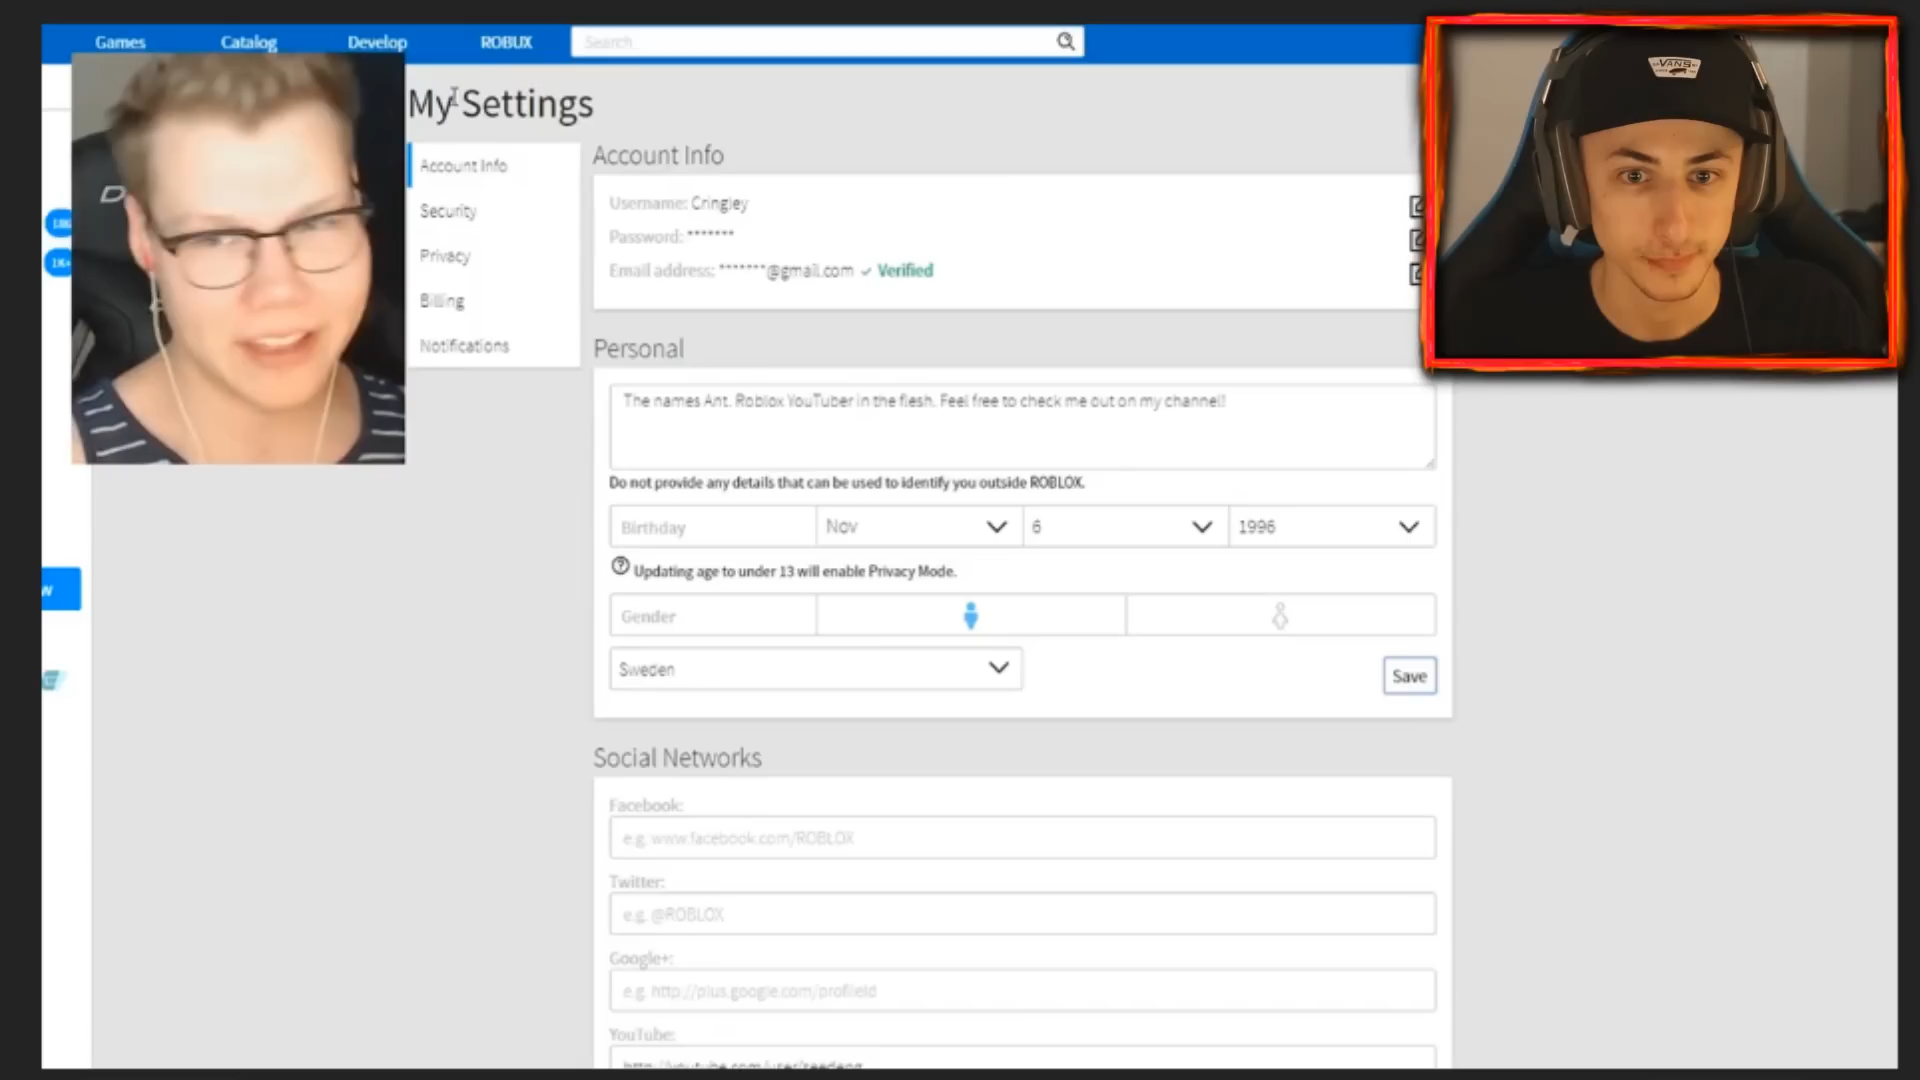 Games Catalog Develop ROBUX Search
My Settings
Account Info
Security
Privacy
Billing
Notifications
Account Info
Username: Cringley
Password: *******
Email address: *******@gmail.com ✓ Verified
Personal
The names Ant. Roblox YouTuber in the flesh. Feel free to check me out on my channel!
Do not provide any details that can be used to identify you outside ROBLOX.
Birthday Nov 6 1996
Updating age to under 13 will enable Privacy Mode.
Gender
Sweden
Save
Social Networks
Facebook:
e.g. www.facebook.com/ROBLOX
Twitter:
e.g. @ROBLOX
Google+:
e.g. http://plus.google.com/profileId
YouTube:
VANS